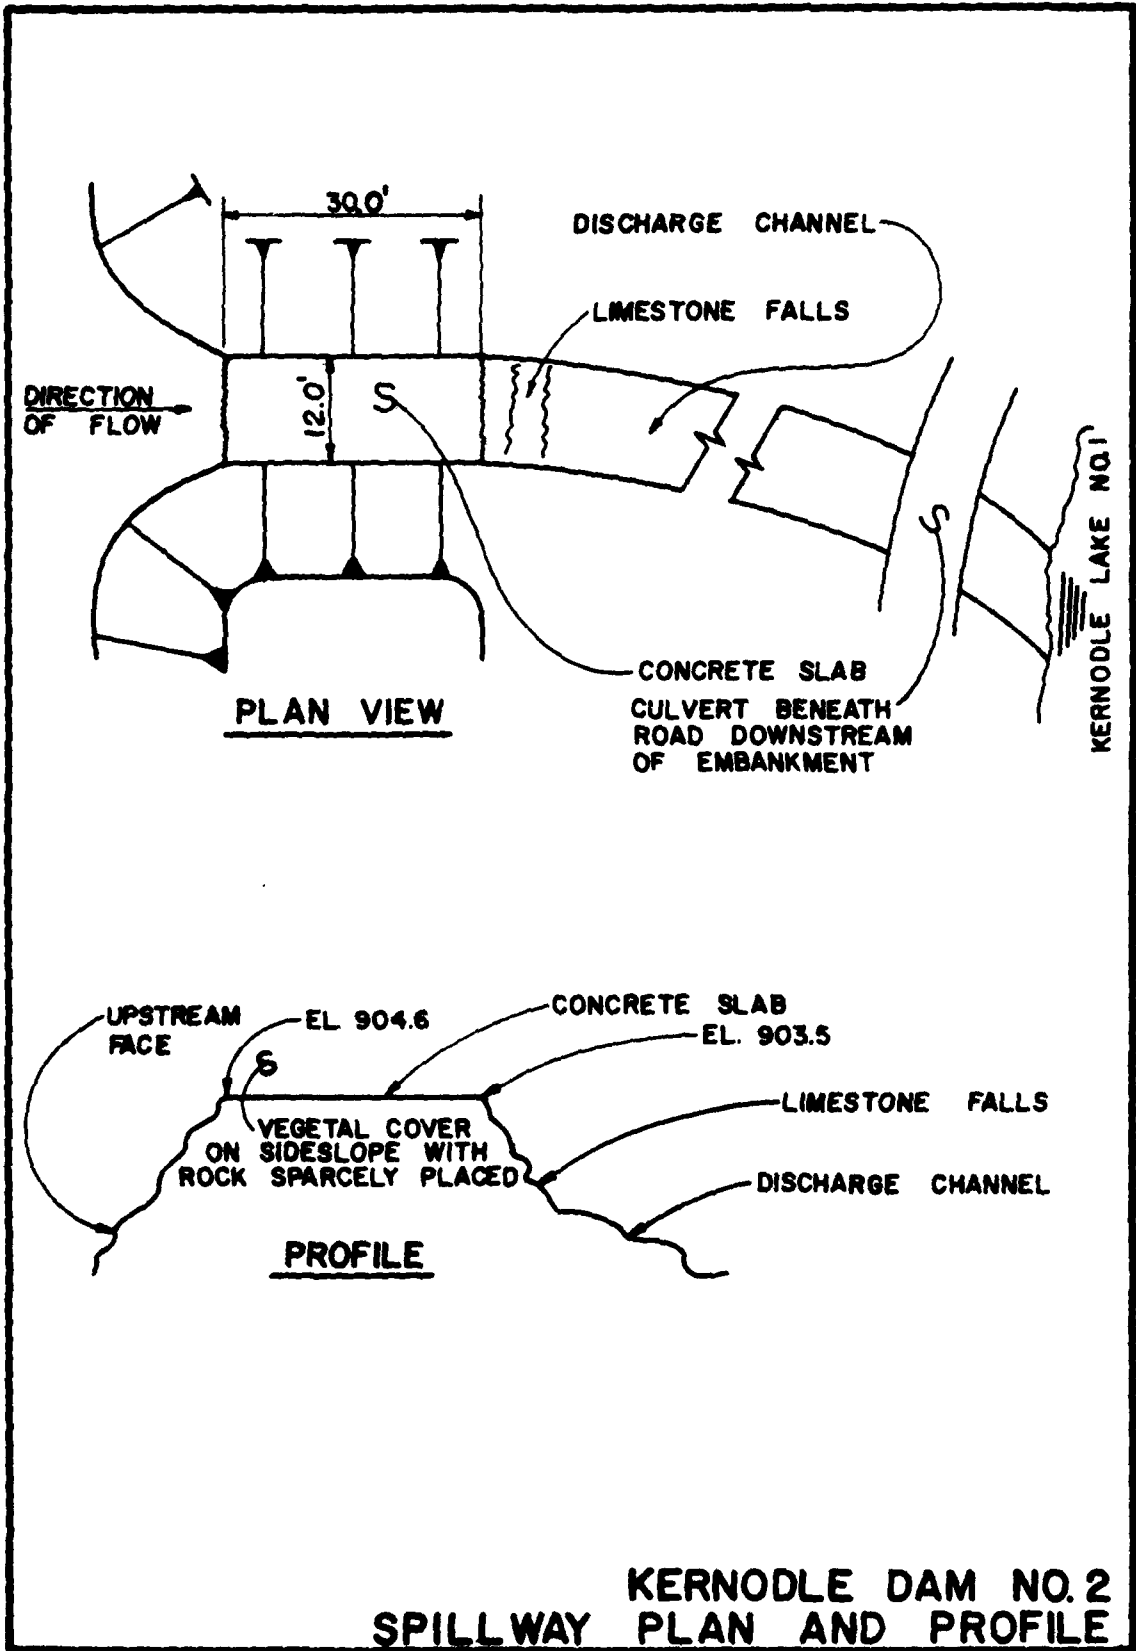 30.0'
DISCHARGE CHANNEL
LIMESTONE FALLS
DIRECTION
OF FLOW
12.0'
KERNODLE LAKE NO.1
CONCRETE SLAB
CULVERT BENEATH
ROAD DOWNSTREAM
OF EMBANKMENT
PLAN VIEW
UPSTREAM
FACE
EL 904.6
CONCRETE SLAB
EL. 903.5
LIMESTONE FALLS
VEGETAL COVER
ON SIDESLOPE WITH
ROCK SPARCELY PLACED
DISCHARGE CHANNEL
PROFILE
KERNODLE DAM NO. 2
SPILLWAY PLAN AND PROFILE